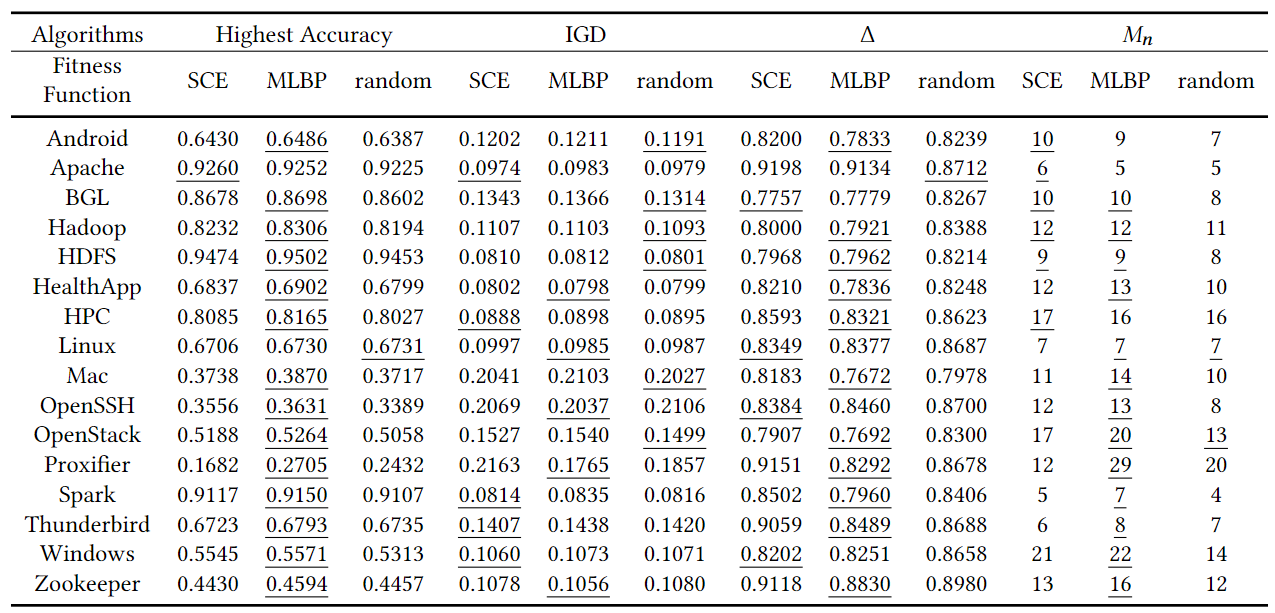 Algorithms Highest Accuracy IGD Δ Mn
Fitness Function SCE MLBP random SCE MLBP random SCE MLBP random SCE MLBP random
Android 0.6430 0.6486 0.6387 0.1202 0.1211 0.1191 0.8200 0.7833 0.8239 10 9 7
Apache 0.9260 0.9252 0.9225 0.0974 0.0983 0.0979 0.9198 0.9134 0.8712 6 5 5
BGL 0.8678 0.8698 0.8602 0.1343 0.1366 0.1314 0.7757 0.7779 0.8267 10 10 8
Hadoop 0.8232 0.8306 0.8194 0.1107 0.1103 0.1093 0.8000 0.7921 0.8388 12 12 11
HDFS 0.9474 0.9502 0.9453 0.0810 0.0812 0.0801 0.7968 0.7962 0.8214 9 9 8
HealthApp 0.6837 0.6902 0.6799 0.0802 0.0798 0.0799 0.8210 0.7836 0.8248 12 13 10
HPC 0.8085 0.8165 0.8027 0.0888 0.0898 0.0895 0.8593 0.8321 0.8623 17 16 16
Linux 0.6706 0.6730 0.6731 0.0997 0.0985 0.0987 0.8349 0.8377 0.8687 7 7 7
Mac 0.3738 0.3870 0.3717 0.2041 0.2103 0.2027 0.8183 0.7672 0.7978 11 14 10
OpenSSH 0.3556 0.3631 0.3389 0.2069 0.2037 0.2106 0.8384 0.8460 0.8700 12 13 8
OpenStack 0.5188 0.5264 0.5058 0.1527 0.1540 0.1499 0.7907 0.7692 0.8300 17 20 13
Proxifier 0.1682 0.2705 0.2432 0.2163 0.1765 0.1857 0.9151 0.8292 0.8678 12 29 20
Spark 0.9117 0.9150 0.9107 0.0814 0.0835 0.0816 0.8502 0.7960 0.8406 5 7 4
Thunderbird 0.6723 0.6793 0.6735 0.1407 0.1438 0.1420 0.9059 0.8489 0.8688 6 8 7
Windows 0.5545 0.5571 0.5313 0.1060 0.1073 0.1071 0.8202 0.8251 0.8658 21 22 14
Zookeeper 0.4430 0.4594 0.4457 0.1078 0.1056 0.1080 0.9118 0.8830 0.8980 13 16 12